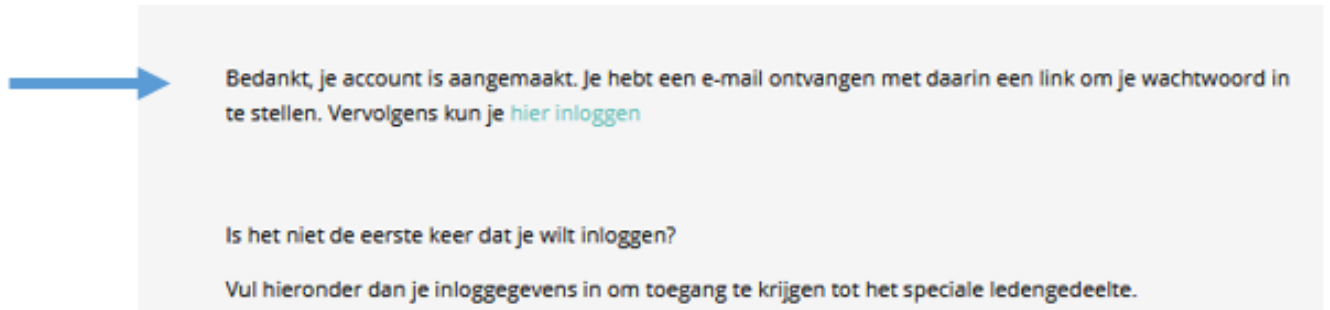 Bedankt, je account is aangemaakt. Je hebt een e-mail ontvangen met daarin een link om je wachtwoord in
te stellen. Vervolgens kun je hier inloggen
Is het niet de eerste keer dat je wilt inloggen?
Vul hieronder dan je inloggegevens in om toegang te krijgen tot het speciale ledengedeelte.